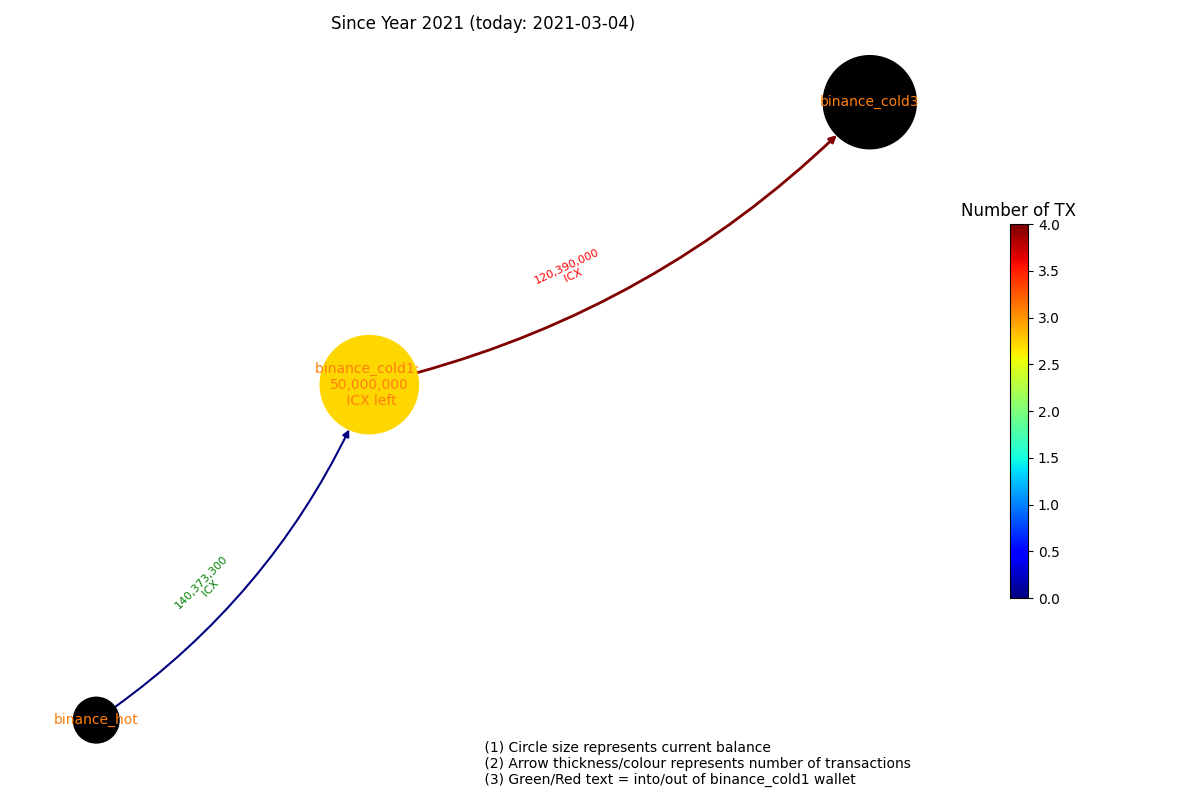 Since Year 2021 (today: 2021-03-04)
binance_cold3
Number of TX
4.0
3.5
3.0
2.5
2.0
1.5
1.0
0.5
0.0
120,390,000
ICX
binance_cold1:
50,000,000
ICX left
140,373,300
ICX
binance_hot
(1) Circle size represents current balance
(2) Arrow thickness/colour represents number of transactions
(3) Green/Red text = into/out of binance_cold1 wallet